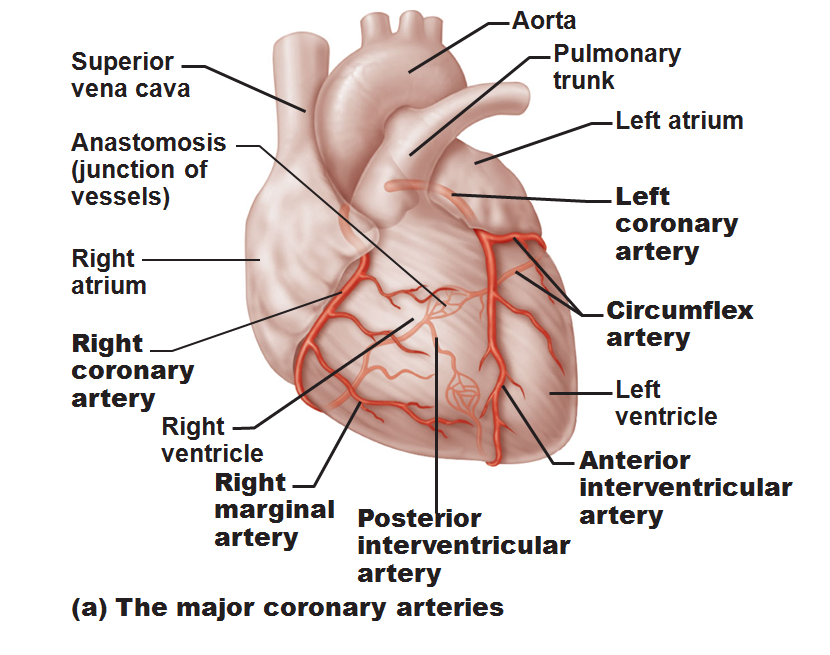 Aorta
Superior
vena cava
Pulmonary
trunk
Left atrium
Anastomosis
(junction of
vessels)
Left
coronary
artery
Right
atrium
Circumflex
artery
Right
coronary
artery
Left
ventricle
Right
ventricle
Anterior
interventricular
artery
Right
marginal
artery
Posterior
interventricular
artery
(a) The major coronary arteries